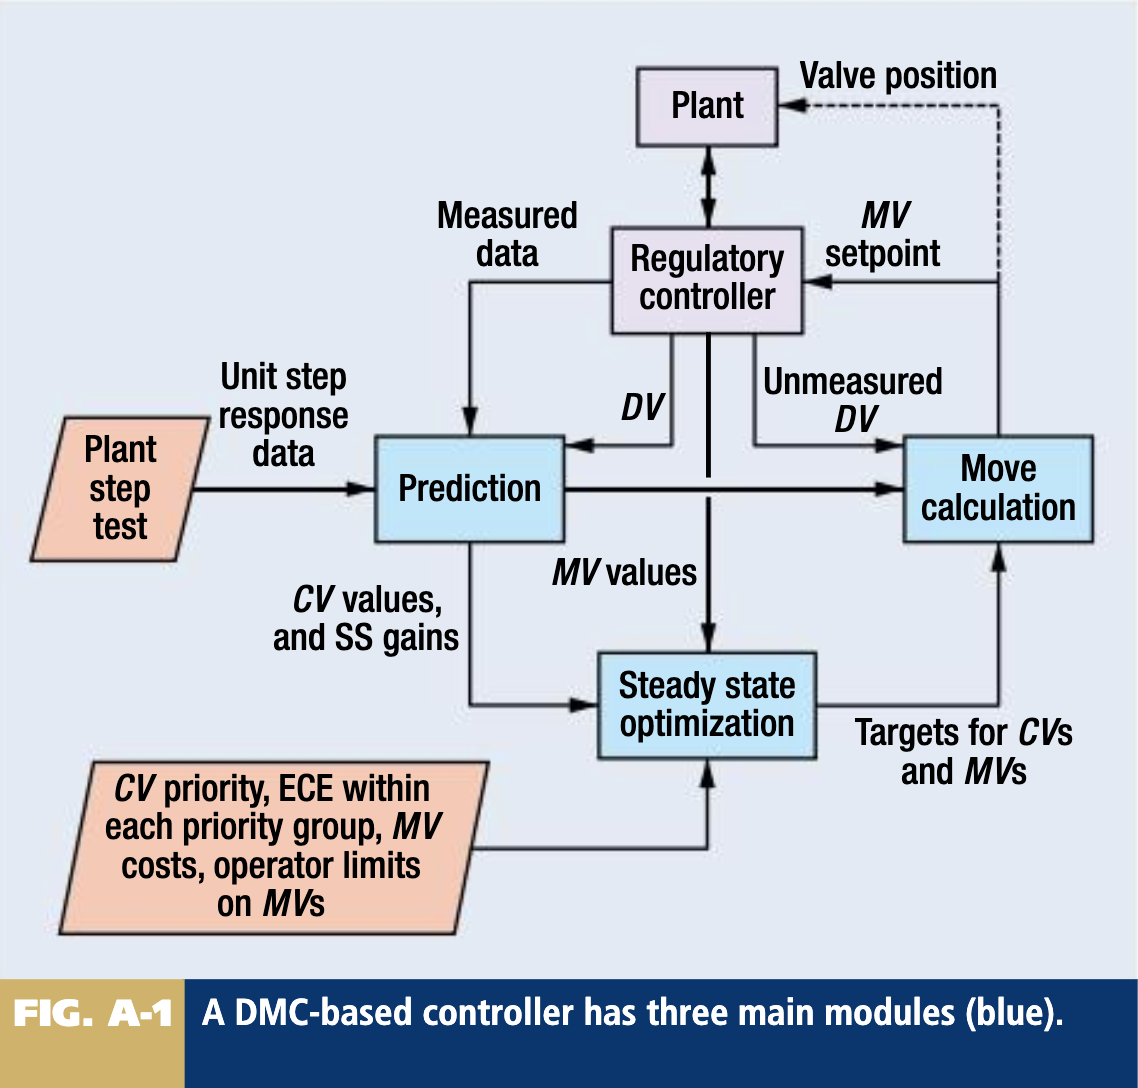 Valve position
Plant
Measured
data
MV
setpoint
Regulatory
controller
Unit step
response
data
DV
Unmeasured
DV
Plant
step
test
Prediction
Move
calculation
MV values
CV values,
and SS gains
Steady state
optimization
Targets for CVs
and MVs
CV priority, ECE within
each priority group, MV
costs, operator limits
on MVs
FIG. A-1 A DMC-based controller has three main modules (blue).